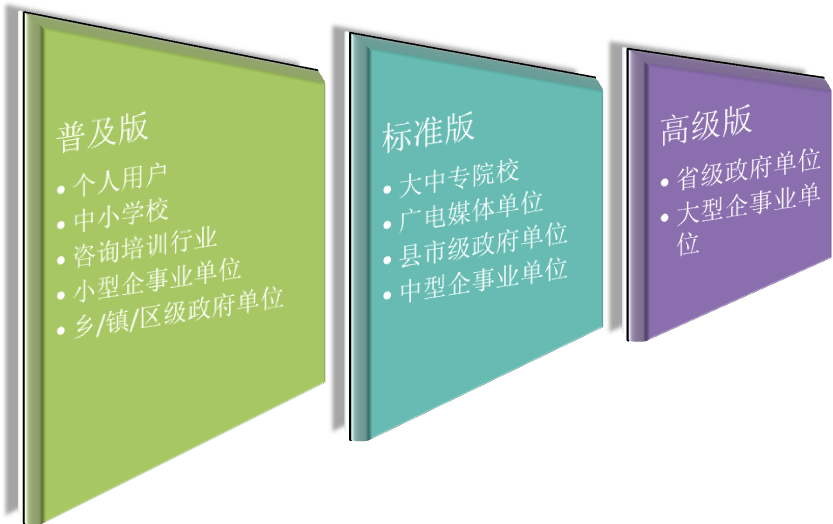 普及版
• 个人用户
• 中小学校
• 咨询培训行业
• 小型企事业单位
• 乡/镇/区级政府单位
标准版
• 大中专院校
• 广电媒体单位
• 县市级政府单位
• 中型企事业单位
高级版
• 省级政府单位
• 大型企事业单
位